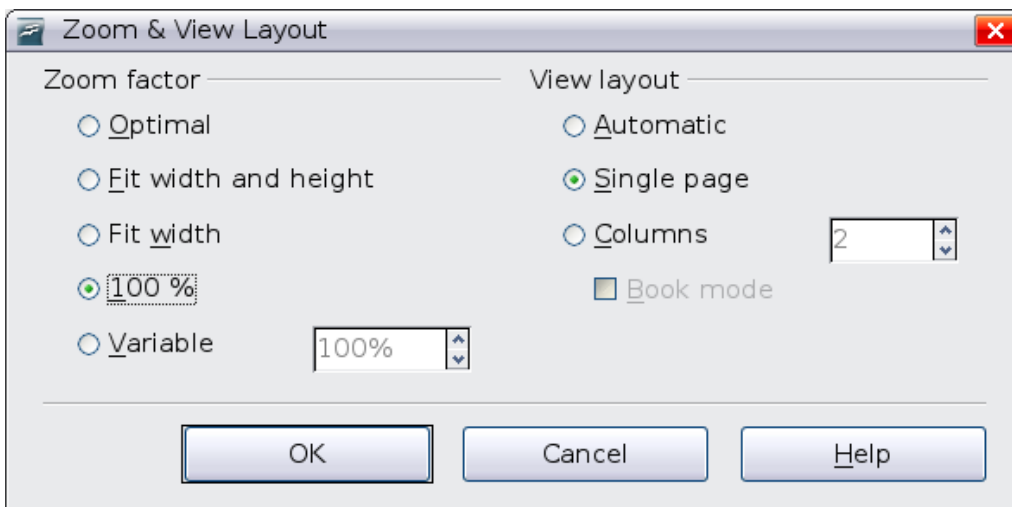 Zoom & View Layout
Zoom factor
Optimal
Fit width and height
Fit width
100 %
Variable
100%
View layout
Automatic
Single page
Columns
2
Book mode
OK
Cancel
Help